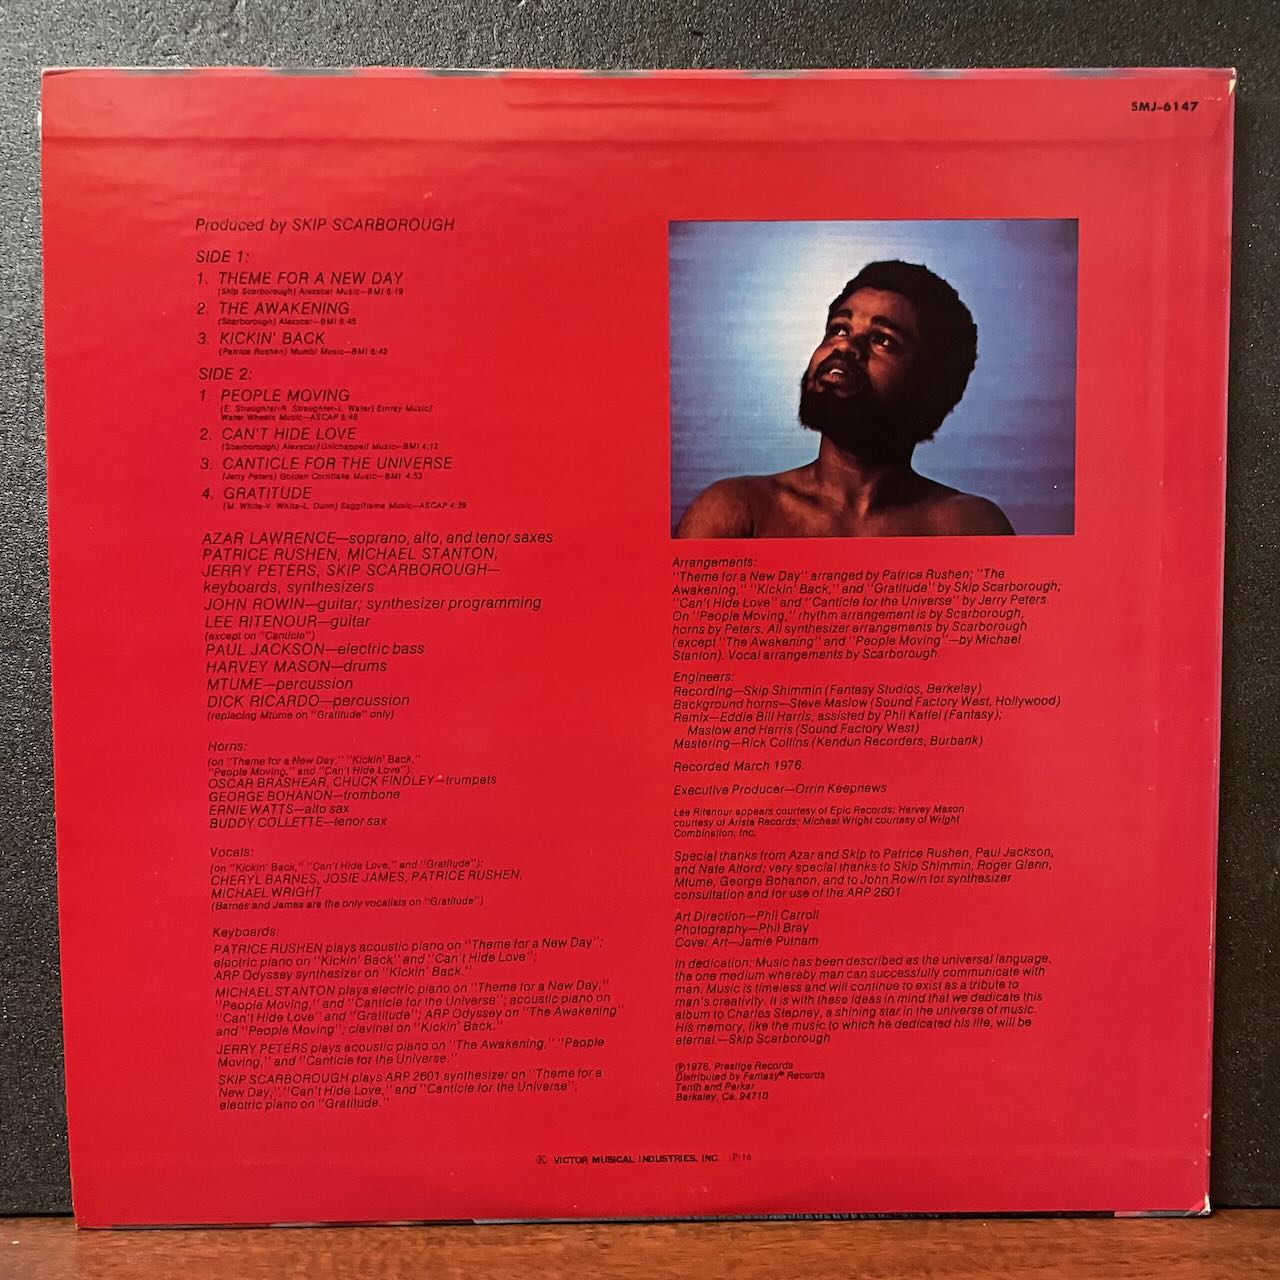 SMJ-6147
Produced by SKIP SCARBOROUGH
SIDE 1:
1. THEME FOR A NEW DAY
(Skip Scarborough) Alexscar Music—BMI 5:19
2. THE AWAKENING
(Scarborough) Alexscar—BMI 6:45
3. KICKIN' BACK
(Patrice Rushen) Mumbi Music—BMI 6:42
SIDE 2:
1. PEOPLE MOVING
(E. Straughter-R. Straughter-L. Water) Ernray Music/
Water Wheels Music—ASCAP 5:48
2. CAN'T HIDE LOVE
(Scarborough) Alexscar/Unichappell Music—BMI 4:12
3. CANTICLE FOR THE UNIVERSE
(Jerry Peters) Golden Cornflake Music—BMI 4:53
4. GRATITUDE
(M. White-V. White-L. Dunn) Saggiflame Music—ASCAP 4:39
AZAR LAWRENCE—soprano, alto, and tenor saxes
PATRICE RUSHEN, MICHAEL STANTON,
JERRY PETERS, SKIP SCARBOROUGH—
keyboards, synthesizers
JOHN ROWIN—guitar; synthesizer programming
LEE RITENOUR—guitar
(except on "Canticle")
PAUL JACKSON—electric bass
HARVEY MASON—drums
MTUME—percussion
DICK RICARDO—percussion
(replacing Mtume on "Gratitude" only)
Horns:
(on "Theme for a New Day," "Kickin' Back,"
"People Moving," and "Can't Hide Love"):
OSCAR BRASHEAR, CHUCK FINDLEY—trumpets
GEORGE BOHANON—trombone
ERNIE WATTS—alto sax
BUDDY COLLETTE—tenor sax
Vocals:
(on "Kickin' Back," "Can't Hide Love," and "Gratitude"):
CHERYL BARNES, JOSIE JAMES, PATRICE RUSHEN,
MICHAEL WRIGHT
(Barnes and James are the only vocalists on "Gratitude")
Keyboards:
PATRICE RUSHEN plays acoustic piano on "Theme for a New Day";
electric piano on "Kickin' Back" and "Can't Hide Love";
ARP Odyssey synthesizer on "Kickin' Back."
MICHAEL STANTON plays electric piano on "Theme for a New Day,"
"People Moving," and "Canticle for the Universe"; acoustic piano on
"Can't Hide Love" and "Gratitude"; ARP Odyssey on "The Awakening"
and "People Moving"; clavinet on "Kickin' Back."
JERRY PETERS plays acoustic piano on "The Awakening," "People
Moving," and "Canticle for the Universe."
SKIP SCARBOROUGH plays ARP 2601 synthesizer on "Theme for a
New Day," "Can't Hide Love," and "Canticle for the Universe";
electric piano on "Gratitude."
Arrangements:
"Theme for a New Day" arranged by Patrice Rushen; "The
Awakening," "Kickin' Back," and "Gratitude" by Skip Scarborough;
"Can't Hide Love" and "Canticle for the Universe" by Jerry Peters.
On "People Moving," rhythm arrangement is by Scarborough,
horns by Peters. All synthesizer arrangements by Scarborough
(except "The Awakening" and "People Moving"—by Michael
Stanton). Vocal arrangements by Scarborough.
Engineers:
Recording—Skip Shimmin (Fantasy Studios, Berkeley)
Background horns—Steve Maslow (Sound Factory West, Hollywood)
Remix—Eddie Bill Harris, assisted by Phil Kaffel (Fantasy);
Maslow and Harris (Sound Factory West)
Mastering—Rick Collins (Kendun Recorders, Burbank)
Recorded March 1976.
Executive Producer—Orrin Keepnews
Lee Ritenour appears courtesy of Epic Records; Harvey Mason
courtesy of Arista Records; Michael Wright courtesy of Wright
Combination, Inc.
Special thanks from Azar and Skip to Patrice Rushen, Paul Jackson,
and Nate Alford; very special thanks to Skip Shimmin, Roger Glenn,
Mtume, George Bohanon, and to John Rowin for synthesizer
consultation and for use of the ARP 2601
Art Direction—Phil Carroll
Photography—Phil Bray
Cover Art—Jamie Putnam
In dedication: Music has been described as the universal language,
the one medium whereby man can successfully communicate with
man. Music is timeless and will continue to exist as a tribute to
man's creativity. It is with these ideas in mind that we dedicate this
album to Charles Stepney, a shining star in the universe of music.
His memory, like the music to which he dedicated his life, will be
eternal.—Skip Scarborough
Ⓟ1976, Prestige Records
Distributed by Fantasy® Records
Tenth and Parker
Berkeley, Ca. 94710
Ⓚ VICTOR MUSICAL INDUSTRIES, INC Ⓟ76